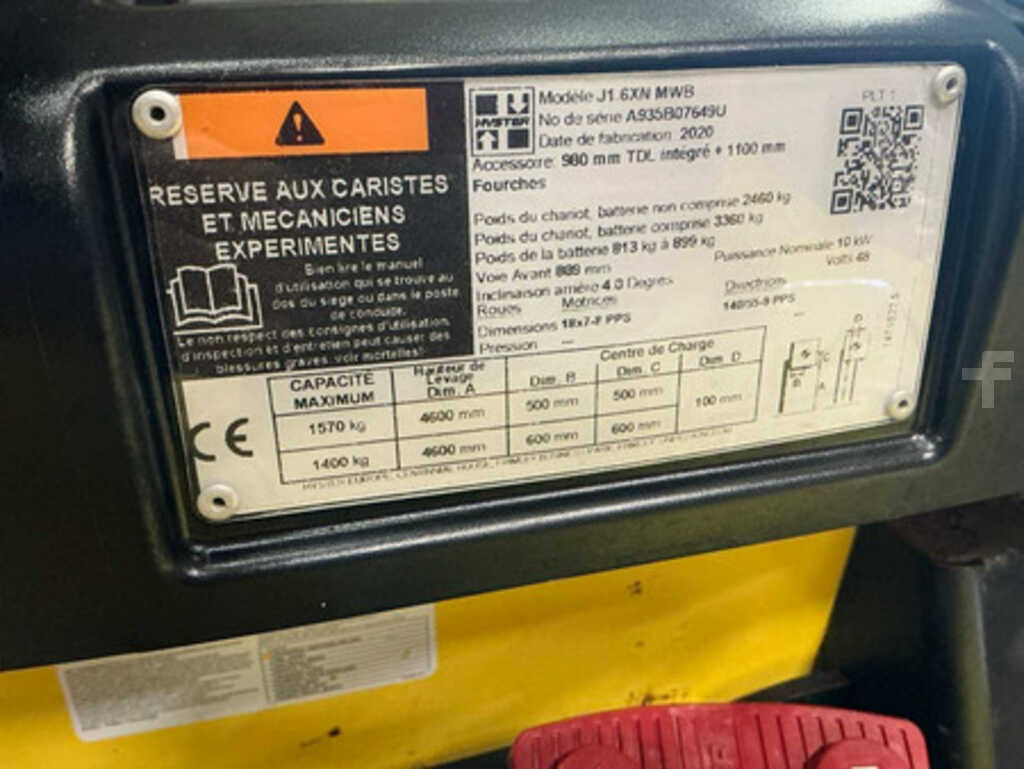 RESERVE AUX CARISTES
ET MECANICIENS
EXPERIMENTES
Bien lire le manuel
d'utilisation qui se trouve au
dos du siege ou dans le poste
de conduite.
Le non respect des consignes d'utilisation
d'inspection et d'entretien peut causer des
blessures graves, voir mortelles!
HYSTER
Modèle J1.6XN MWB
No de série A935B07649U
Date de fabrication 2020
Accessoire: 980 mm TDL intégré + 1100 mm
Fourches
PLT 1
Poids du chariot, batterie non comprise 2460 kg
Poids du chariot, batterie comprise 3360 kg
Poids de la batterie 813 kg à 899 kg
Puissance Nominale 10 kW
Voie Avant 889 mm
Volts 48
Inclinaison arrière 4.0 Degrés
Roues Motrices Directrices
Dimensions 18x7-8 PPS 140/55-9 PPS
Pression --- ---
CAPACITÉ
MAXIMUM
Hauteur de
Levage
Dim. A
Centre de Charge
Dim. B Dim. C Dim. D
1570 kg 4600 mm 500 mm 500 mm 100 mm
1400 kg 4600 mm 600 mm 600 mm
CE
D
C
B
A
HYSTER EUROPE, CENTENNIAL HOUSE,
f